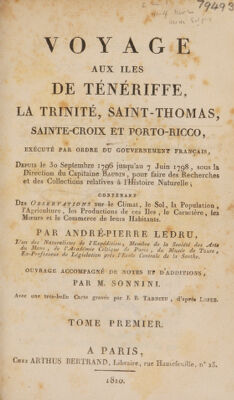 79493
VOYAGE
AUX ILES
DE TÉNÉRIFFE,
LA TRINITÉ, SAINT-THOMAS,
SAINTE-CROIX ET PORTO-RICCO,
EXÉCUTÉ PAR ORDRE DU GOUVERNEMENT FRANÇAIS,
Depuis le 30 Septembre 1796 jusqu'au 7 Juin 1798, sous la
Direction du Capitaine BAUDIN, pour faire des Recherches
et des Collections relatives à l'Histoire Naturelle;
CONTENANT
Des Observations sur le Climat, le Sol, la Population,
l'Agriculture, les Productions de ces Iles, le Caractère, les
Mœurs et le Commerce de leurs Habitants.
PAR ANDRÉ-PIERRE LEDRU,
L'un des Naturalistes de l'Expédition, Membre de la Société des Arts
du Mans, de l'Académie Celtique de Paris, du Musée de Tours,
Ex-Professeur de Législation près l'Ecole Centrale de la Sarthe.
OUVRAGE ACCOMPAGNÉ DE NOTES ET D'ADDITIONS,
PAR M. SONNINI.
Avec une très-belle Carte gravée par J. B. TARDIEU, d'après LOPEZ.
TOME PREMIER.
A PARIS,
Chez ARTHUS BERTRAND, Libraire, rue Hautefeuille, n° 23.
1810.